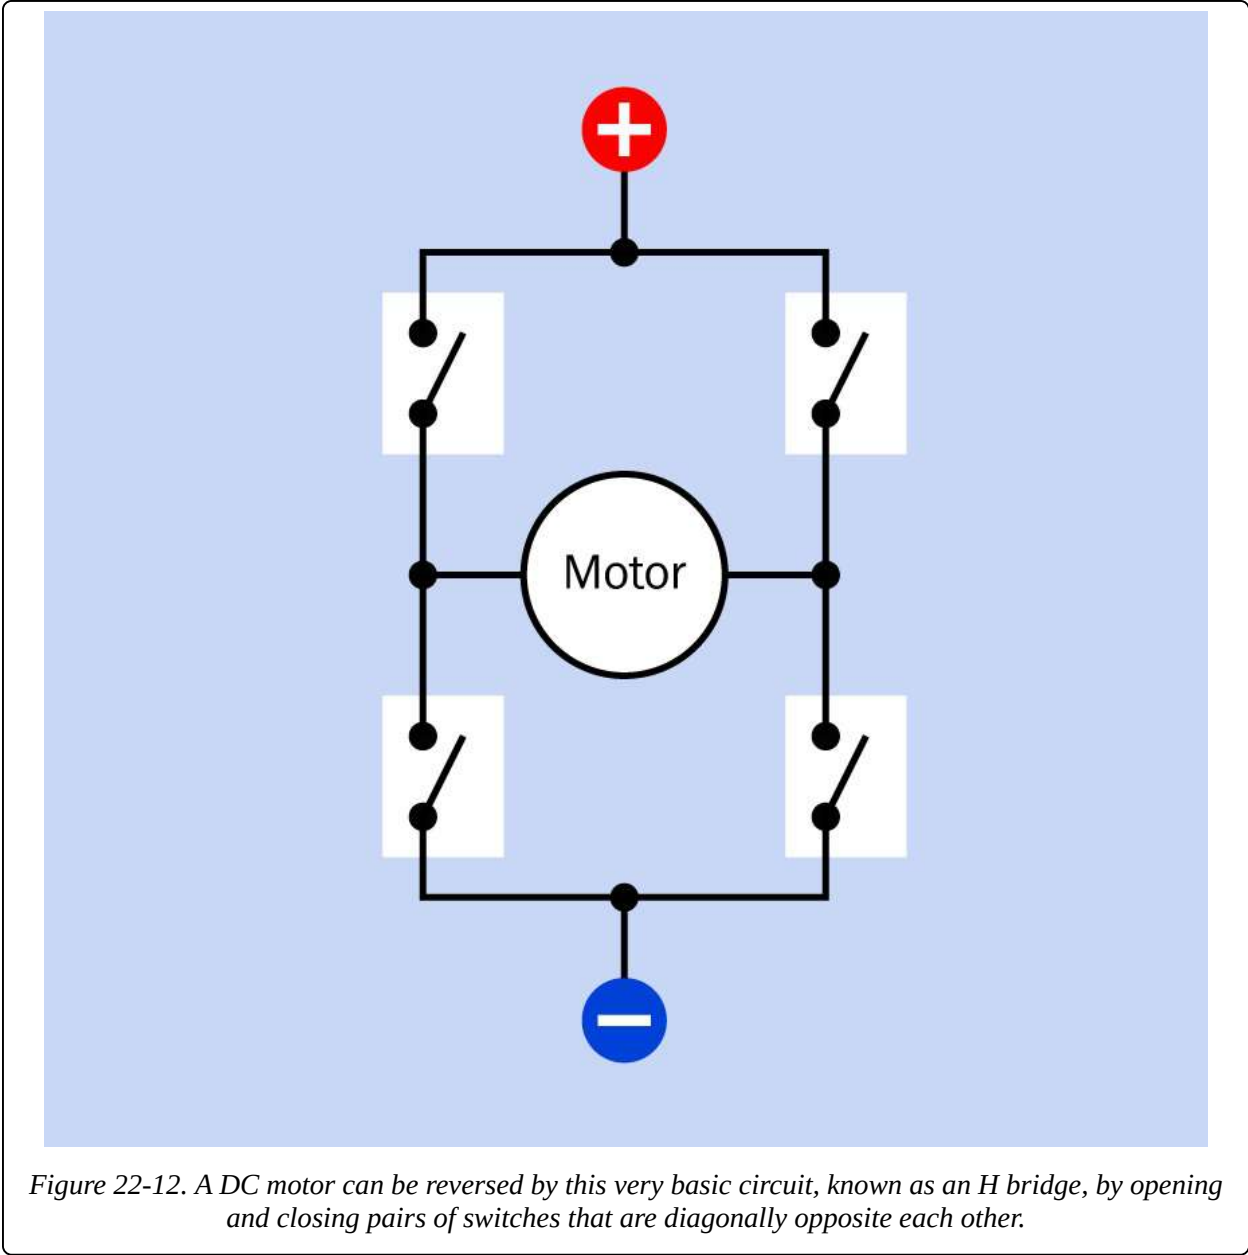 +
Motor
−
Figure 22-12. A DC motor can be reversed by this very basic circuit, known as an H bridge, by opening
and closing pairs of switches that are diagonally opposite each other.